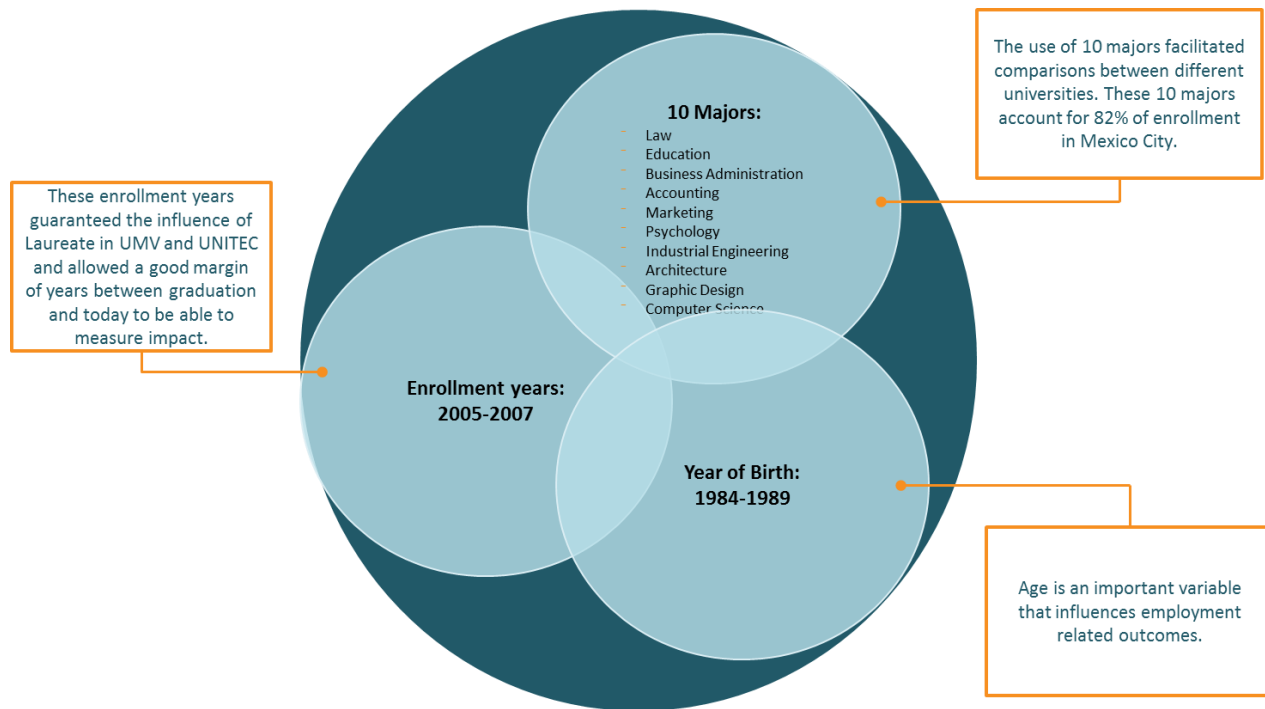 The use of 10 majors facilitated
comparisons between different
universities. These 10 majors
account for 82% of enrollment
in Mexico City.
10 Majors:
- Law
- Education
- Business Administration
- Accounting
- Marketing
- Psychology
- Industrial Engineering
- Architecture
- Graphic Design
- Computer Science
These enrollment years
guaranteed the influence of
Laureate in UMV and UNITEC
and allowed a good margin
of years between graduation
and today to be able to
measure impact.
Enrollment years:
2005-2007
Year of Birth:
1984-1989
Age is an important variable
that influences employment
related outcomes.